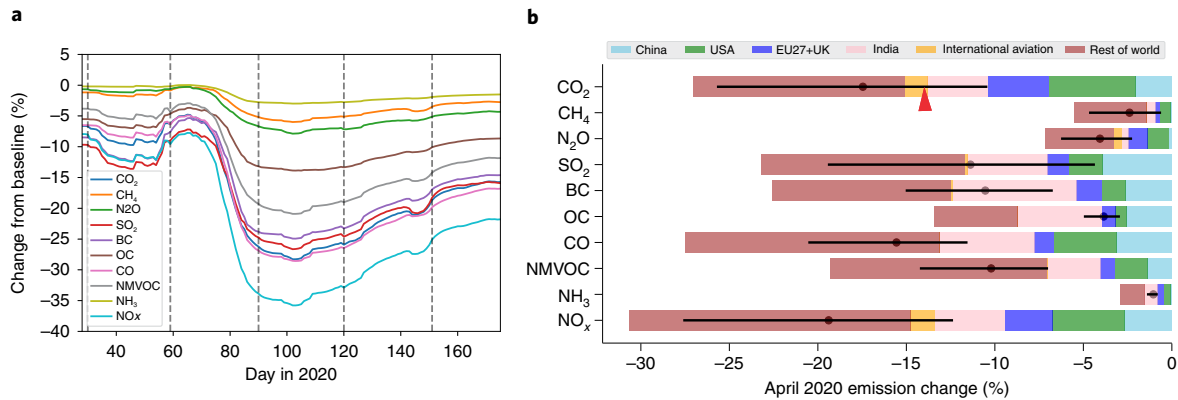 a
5
0
−5
−10
−15
−20
−25
−30
−35
−40
Change from baseline (%)
CO₂
CH₄
N2O
SO₂
BC
OC
CO
NMVOC
NH₃
NOx
40
60
80
100
120
140
160
Day in 2020
b
China USA EU27+UK India International aviation Rest of world
CO₂
CH₄
N₂O
SO₂
BC
OC
CO
NMVOC
NH₃
NOₓ
−30 −25 −20 −15 −10 −5 0
April 2020 emission change (%)